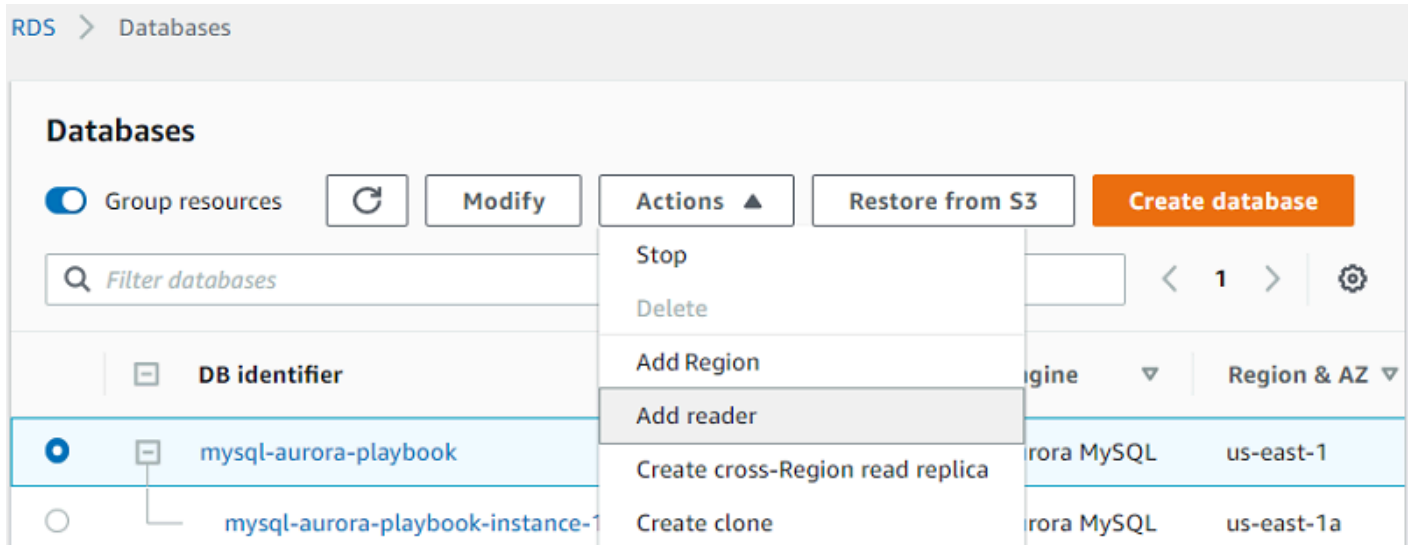 RDS > Databases
Databases
Group resources
Modify
Actions
Restore from S3
Create database
Filter databases
1
Stop
Delete
Add Region
Add reader
Create cross-Region read replica
Create clone
DB identifier
Region & AZ
mysql-aurora-playbook
MySQL
us-east-1
mysql-aurora-playbook-instance-1
MySQL
us-east-1a